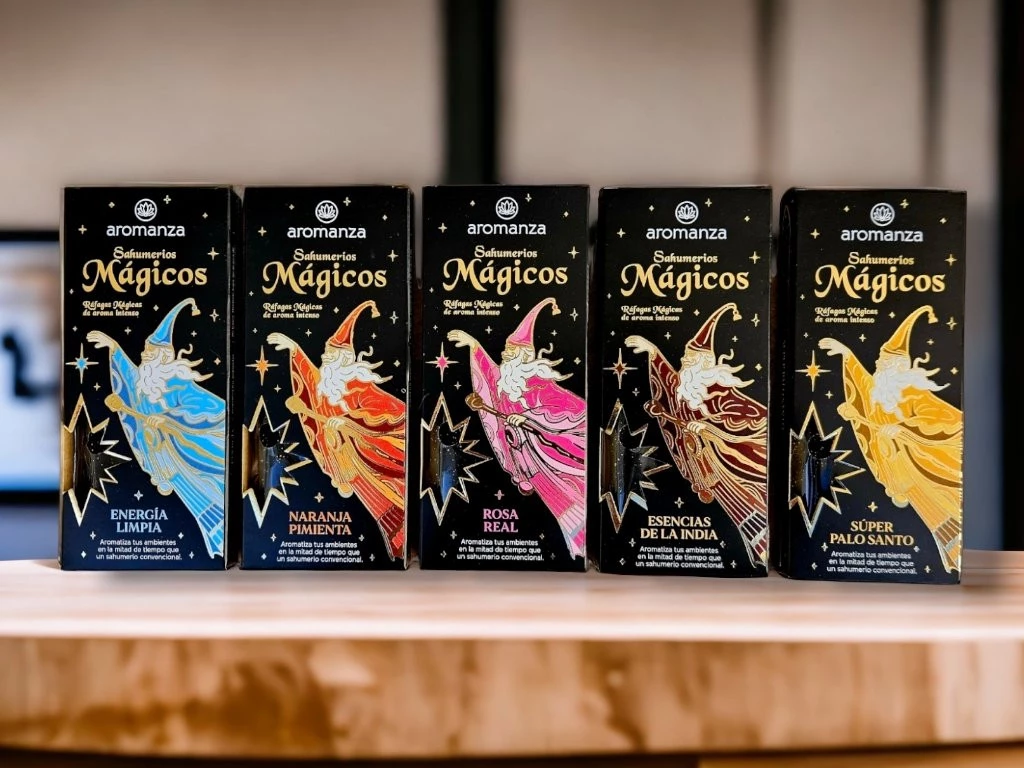 aromanza
Sahumerios
Mágicos
Ráfagas Mágicas
de aroma intenso
ENERGÍA
LIMPIA
Aromatiza tus ambientes
en la mitad de tiempo que
un sahumerio convencional.
aromanza
Sahumerios
Mágicos
Ráfagas Mágicas
de aroma intenso
NARANJA
PIMIENTA
Aromatiza tus ambientes
en la mitad de tiempo que
un sahumerio convencional.
aromanza
Sahumerios
Mágicos
Ráfagas Mágicas
de aroma intenso
ROSA
REAL
Aromatiza tus ambientes
en la mitad de tiempo que
un sahumerio convencional.
aromanza
Sahumerios
Mágicos
Ráfagas Mágicas
de aroma intenso
ESENCIAS
DE LA INDIA
Aromatiza tus ambientes
en la mitad de tiempo que
un sahumerio convencional.
aromanza
Sahumerios
Mágicos
Ráfagas Mágicas
de aroma intenso
SÚPER
PALO SANTO
Aromatiza tus ambientes
en la mitad de tiempo que
un sahumerio convencional.